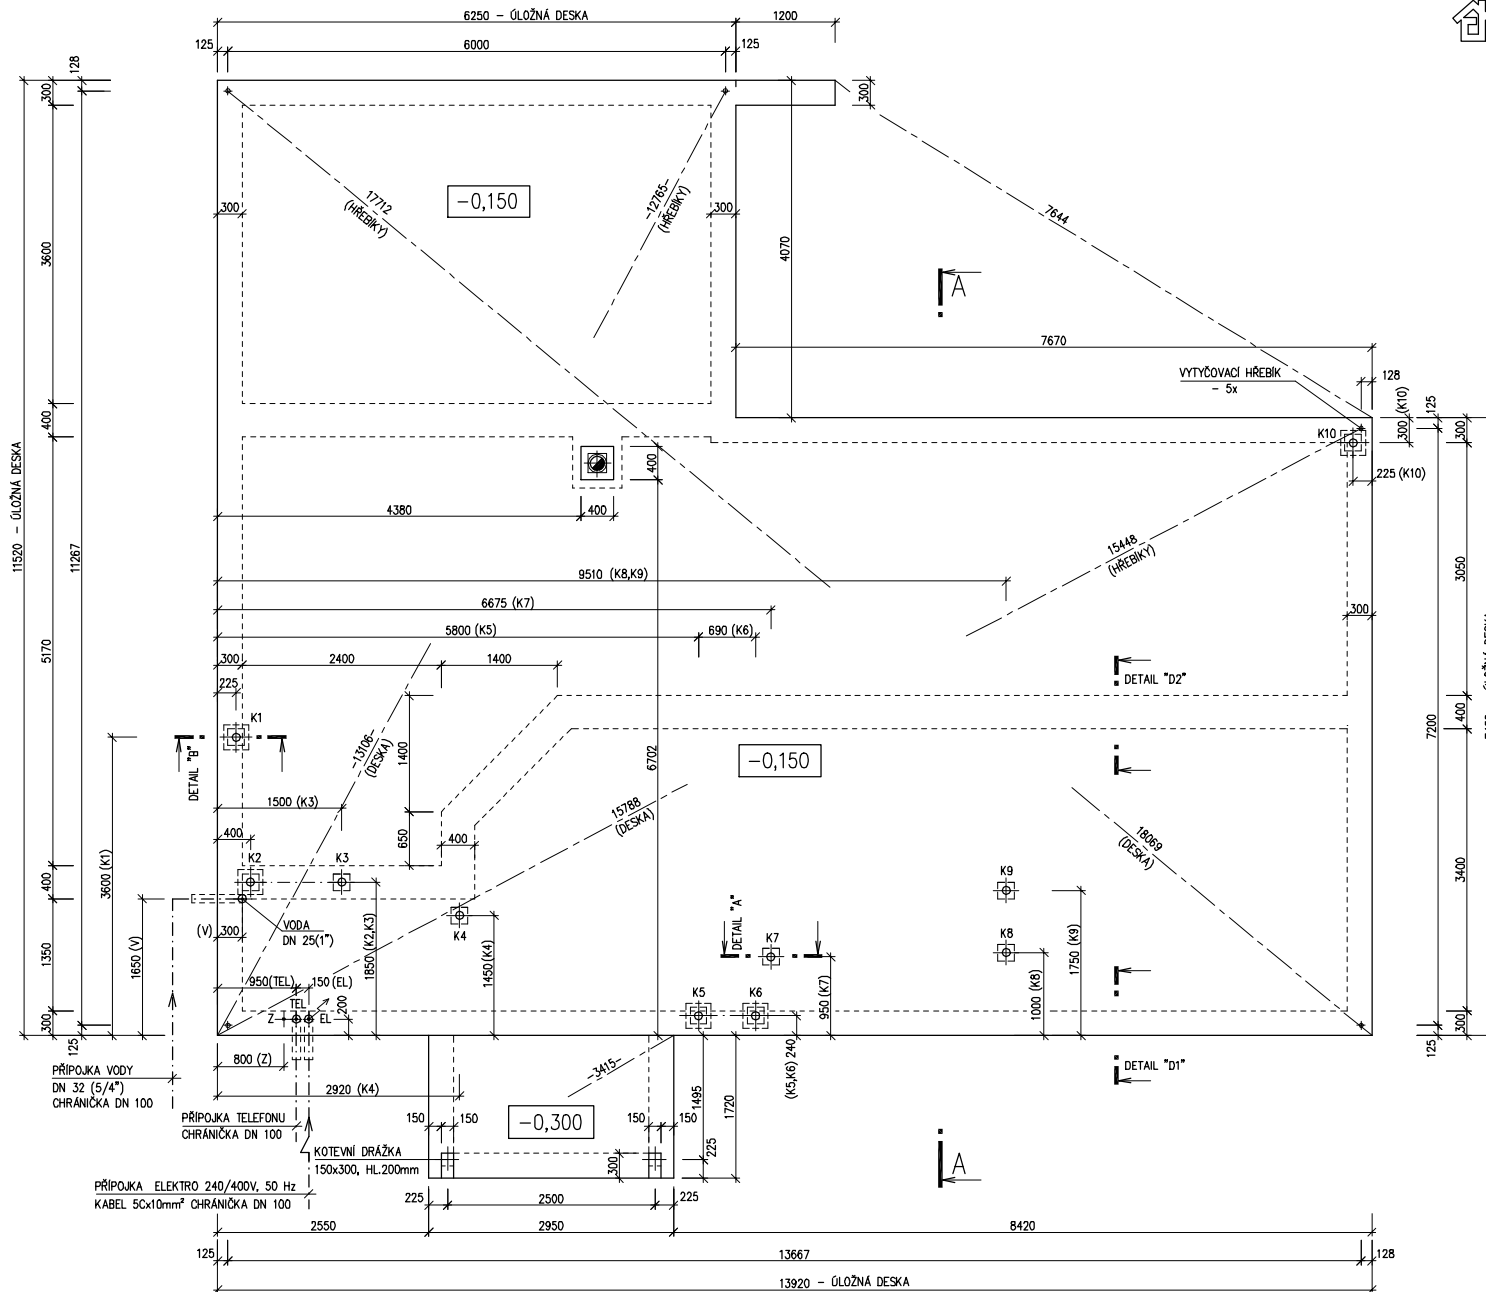 6250 - ÚLOŽNÁ DESKA
1200
125
6000
125
128
300
300
-0,150
17712
(HŘEBÍKY)
-12765-
(HŘEBÍKY)
7644
300
300
3600
4070
A
7670
VYTYČOVACÍ HŘEBÍK
- 5x
128
125
300 (K10)
300
400
K10
225 (K10)
11520 - ÚLOŽNÁ DESKA
11267
400
4380
400
15448
(HŘEBÍKY)
3050
9510 (K8,K9)
6675 (K7)
300
5800 (K5)
690 (K6)
5170
300
2400
1400
225
DETAIL "D2"
K1
400
7200
DETAIL "B"
-13106-
(DESKA)
1400
6702
-0,150
1500 (K3)
15788
(DESKA)
18069
(DESKA)
400
650
400
3600 (K1)
K2
K3
400
K9
3400
K4
DETAIL "A"
(V)
300
VODA
DN 25(1")
1650 (V)
1350
1850 (K2,K3)
1450 (K4)
K7
K8
1750 (K9)
950 (K7)
1000 (K8)
950(TEL)
150 (EL)
TEL
200
Z
EL
K5
K6
300
125
300
125
800 (Z)
(K5,K6) 240
-3415-
DETAIL "D1"
PŘÍPOJKA VODY
DN 32 (5/4")
CHRÁNIČKA DN 100
2920 (K4)
1495
1720
PŘÍPOJKA TELEFONU
CHRÁNIČKA DN 100
150
150
-0,300
150
150
225
KOTEVNÍ DRÁŽKA
150x300, HL.200mm
300
A
PŘÍPOJKA ELEKTRO 240/400V, 50 Hz
KABEL 5Cx10mm² CHRÁNIČKA DN 100
225
2500
225
2550
2950
8420
125
13667
128
13920 - ÚLOŽNÁ DESKA